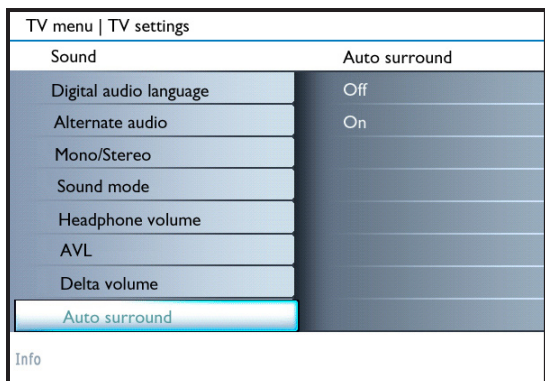 TV menu | TV settings
Sound
Auto surround
Digital audio language
Off
Alternate audio
On
Mono/Stereo
Sound mode
Headphone volume
AVL
Delta volume
Auto surround
Info